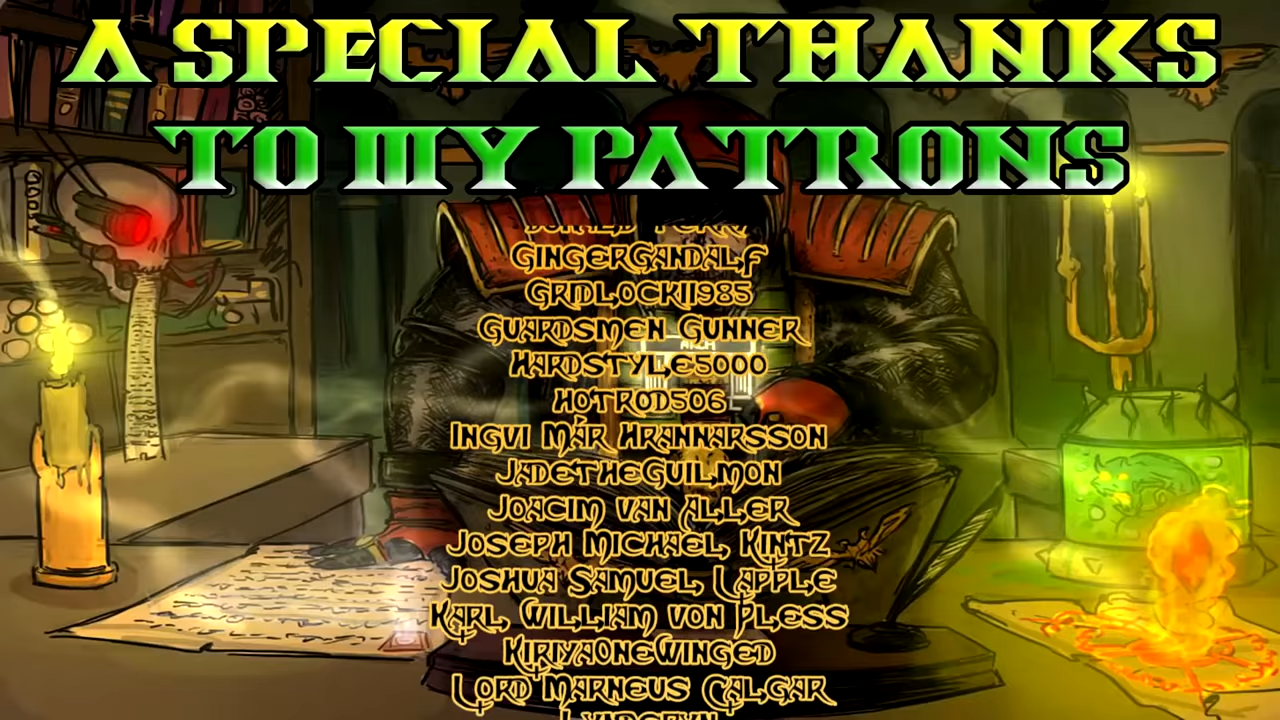 A SPECIAL THANKS
TO MY PATRONS
GingerGandalf
Gridlock11985
Guardsmen Gunner
Hardstyle5000
hotrod506
Ingvi Már Hrannarsson
JadetheGuilmon
Joacim van Aller
Joseph Michael Kintz
Joshua Samuel Lapple
Karl William von Pless
KiriyaOneWinged
Lord Marneus Calgar